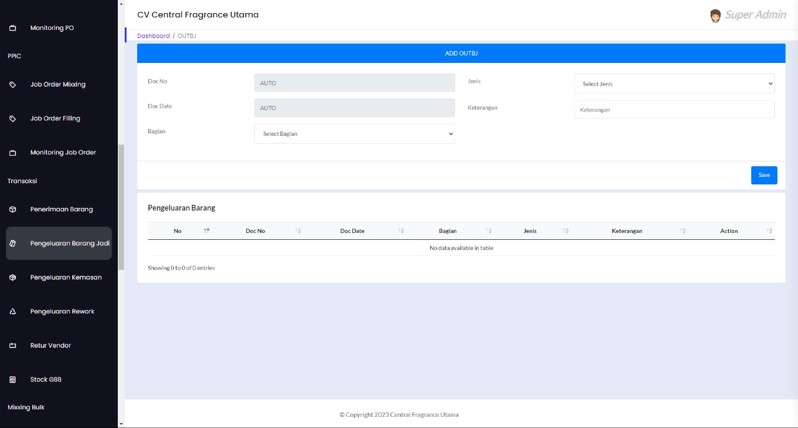 CV Central Fragrance Utama
Super Admin
Monitoring PO
PPIC
Job Order Mixxing
Job Order Filling
Monitoring Job Order
Transaksi
Penerimaan Barang
Pengeluaran Barang Jadi
Pengeluaran Kemasan
Pengeluaran Rework
Retur Vendor
Stock GBB
Mixxing Bulk
Dashboard / OUTBJ
ADD OUTBJ
Doc No AUTO Jenis Select Jenis
Doc Date AUTO Keterangan Keterangan
Bagian Select Bagian
Save
Pengeluaran Barang
No Doc No Doc Date Bagian Jenis Keterangan Action
No data available in table
Showing 0 to 0 of 0 entries
© Copyright 2023 Central Fragrance Utama